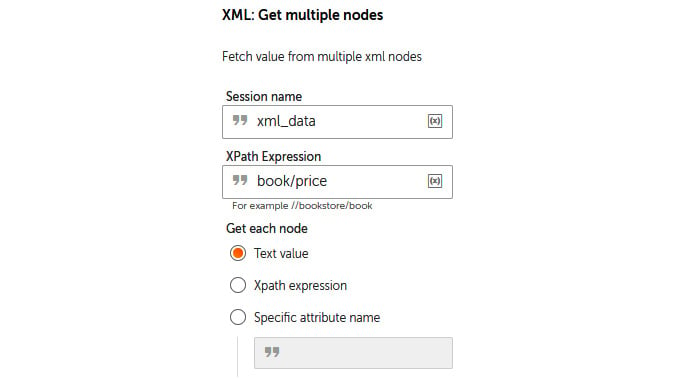 XML: Get multiple nodes
Fetch value from multiple xml nodes
Session name
❞ xml_data (x)
XPath Expression
❞ book/price (x)
For example //bookstore/book
Get each node
Text value
Xpath expression
Specific attribute name
❞